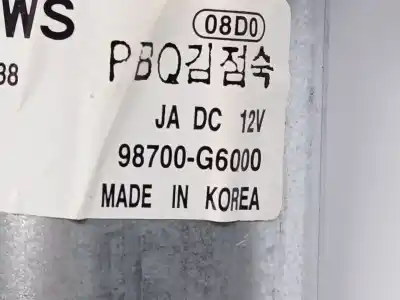 WS
08D0
PBQ김점숙
38
JA DC 12V
98700-G6000
MADE IN KOREA